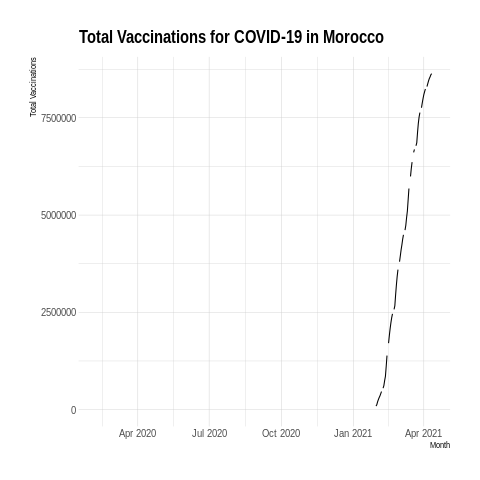 Total Vaccinations for COVID-19 in Morocco
Total Vaccinations
7500000
5000000
2500000
0
Apr 2020 Jul 2020 Oct 2020 Jan 2021 Apr 2021
Month